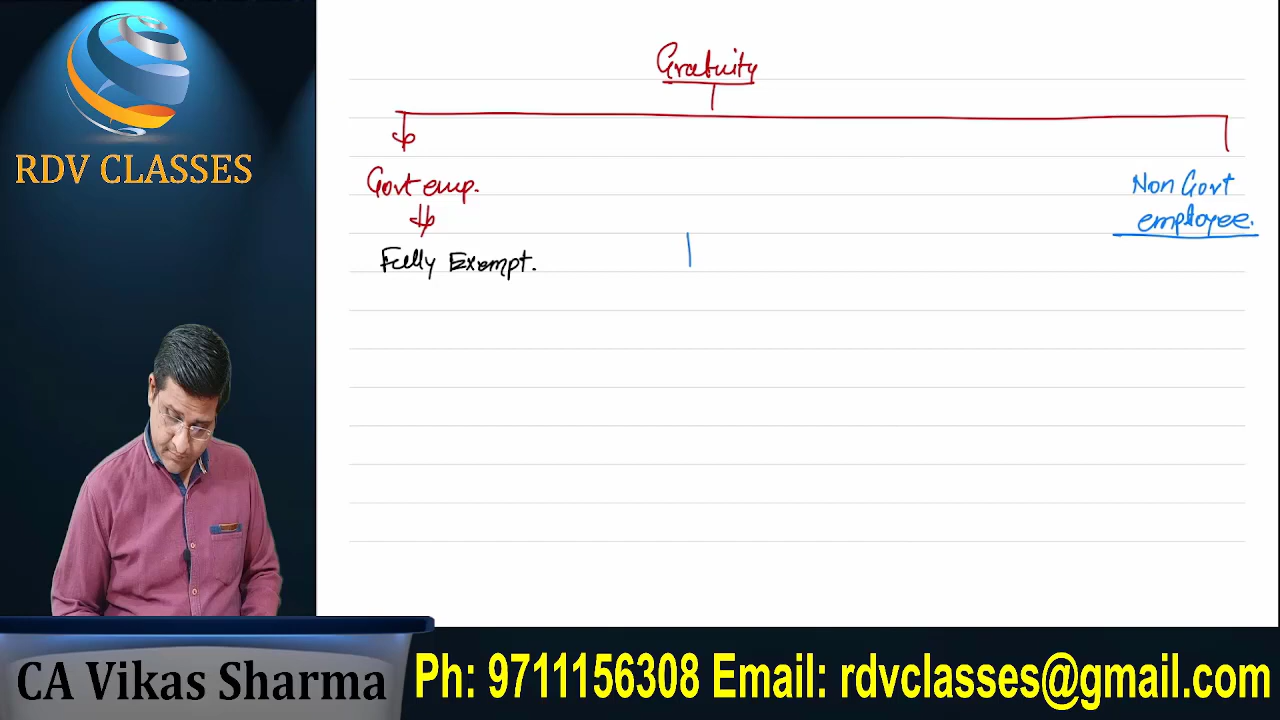 RDV CLASSES
Gratuity
Govt emp.
Fully Exempt.
Non Govt
employee.
CA Vikas Sharma
Ph: 9711156308 Email: rdvclasses@gmail.com